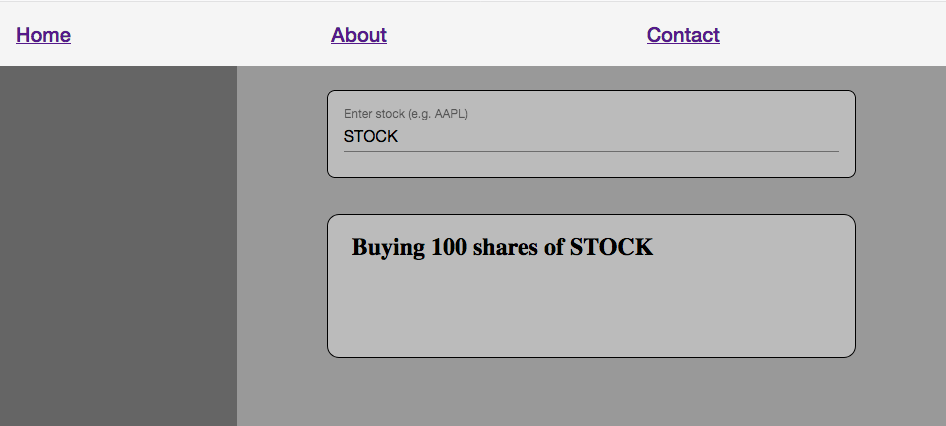 Home About Contact
Enter stock (e.g. AAPL)
STOCK
Buying 100 shares of STOCK